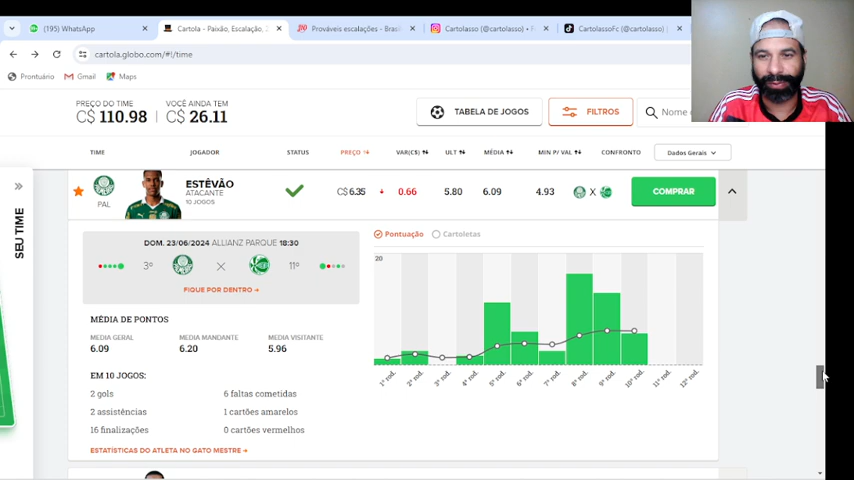 (195) WhatsApp
Cartola - Paixão, Escalação,
Prováveis escalações - Brasi
Cartolasso (@cartolasso) •
CartolassoFc (@cartolasso)
cartola.globo.com/#!/time
Prontuário
Gmail
Maps
PREÇO DO TIME
C$ 110.98
VOCÊ AINDA TEM
C$ 26.11
TABELA DE JOGOS
FILTROS
Nome
TIME
JOGADOR
STATUS
PREÇO
VAR(C$)
ULT
MÉDIA
MIN P/ VAL
CONFRONTO
Dados Gerais
SEU TIME
PAL
ESTÊVÃO
ATACANTE
10 JOGOS
C$ 6.35
0.66
5.80
6.09
4.93
X
COMPRAR
DOM. 23/06/2024 ALLIANZ PARQUE 18:30
3º
11º
FIQUE POR DENTRO
MÉDIA DE PONTOS
MEDIA GERAL
6.09
MEDIA MANDANTE
6.20
MEDIA VISITANTE
5.96
EM 10 JOGOS:
2 gols
6 faltas cometidas
2 assistências
1 cartões amarelos
16 finalizações
0 cartões vermelhos
ESTATÍSTICAS DO ATLETA NO GATO MESTRE
Pontuação
Cartoletas
20
1ª rod.
2ª rod.
3ª rod.
4ª rod.
5ª rod.
6ª rod.
7ª rod.
8ª rod.
9ª rod.
10ª rod.
11ª rod.
12ª rod.